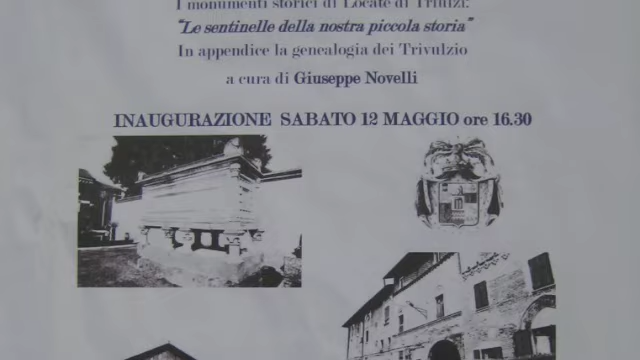 I monumenti storici di Locate di Triulzi:
"Le sentinelle della nostra piccola storia"
In appendice la genealogia dei Trivulzio
a cura di Giuseppe Novelli
INAUGURAZIONE SABATO 12 MAGGIO ore 16.30